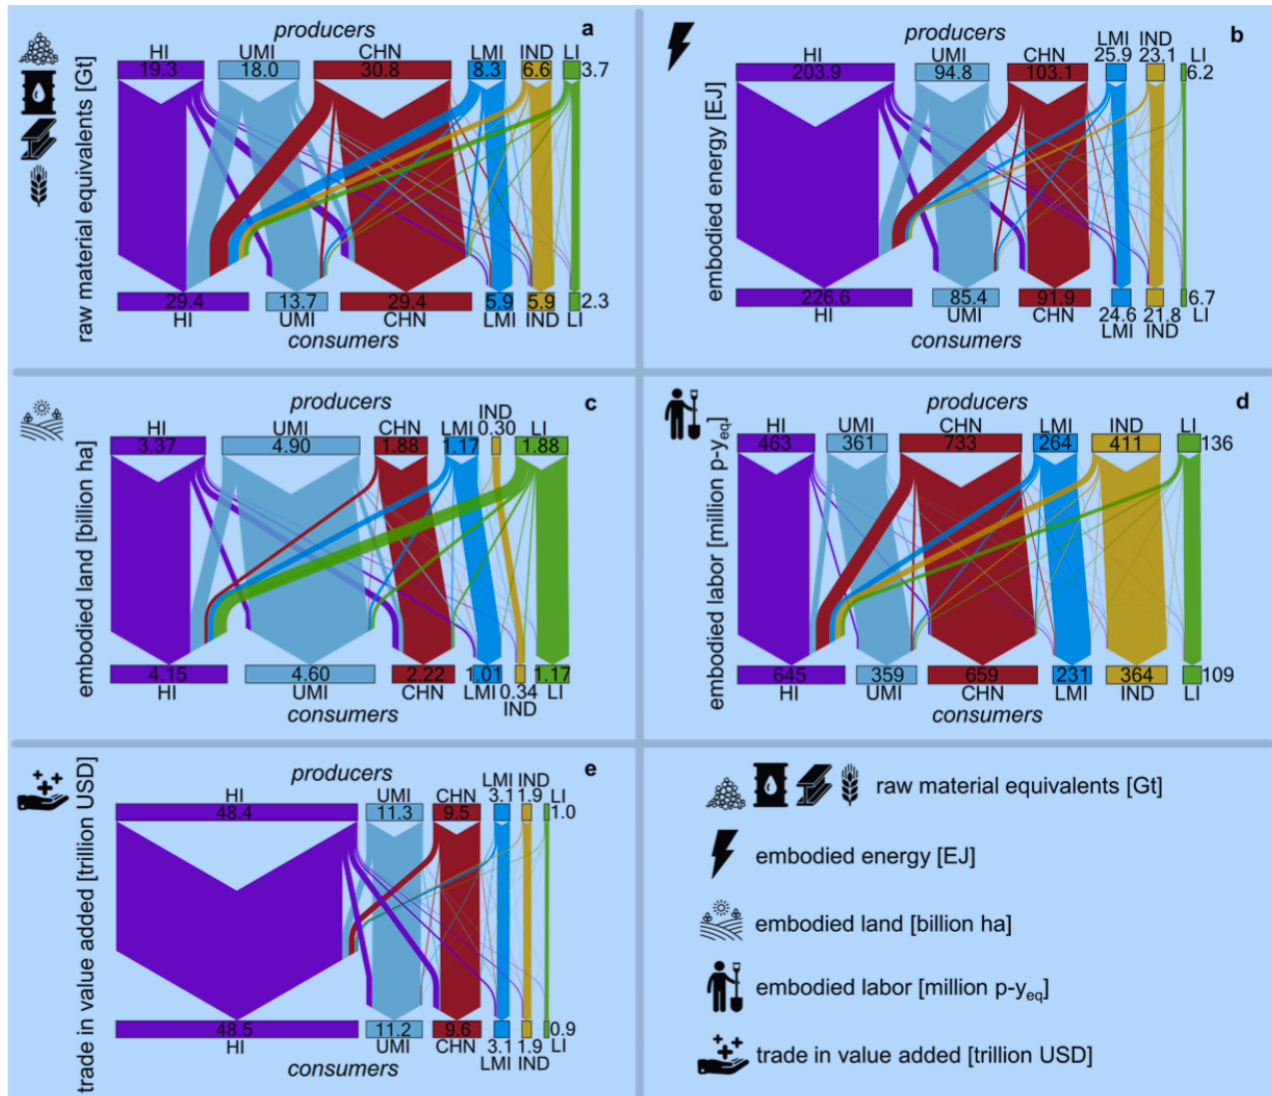 producers
a
HI UMI CHN LMI IND LI
19.3 18.0 30.8 8.3 6.6 3.7
raw material equivalents [Gt]
29.4 13.7 29.4 5.9 5.9 2.3
HI UMI CHN LMI IND LI
consumers
producers
b
HI UMI CHN LMI IND LI
203.9 94.8 103.1 25.9 23.1 6.2
embodied energy [EJ]
226.6 85.4 91.9 24.6 21.8 6.7
HI UMI CHN LMI IND LI
consumers
producers
c
HI UMI CHN LMI IND LI
3.37 4.90 1.88 1.17 0.30 1.88
embodied land [billion ha]
4.15 4.60 2.22 1.01 0.34 1.17
HI UMI CHN LMI IND LI
consumers
producers
d
HI UMI CHN LMI IND LI
463 361 733 264 411 136
embodied labor [million p-yeq]
645 359 659 231 364 109
HI UMI CHN LMI IND LI
consumers
producers
e
HI UMI CHN LMI IND LI
48.4 11.3 9.5 3.1 1.9 1.0
trade in value added [trillion USD]
48.5 11.2 9.6 3.1 1.9 0.9
HI UMI CHN LMI IND LI
consumers
raw material equivalents [Gt]
embodied energy [EJ]
embodied land [billion ha]
embodied labor [million p-yeq]
trade in value added [trillion USD]